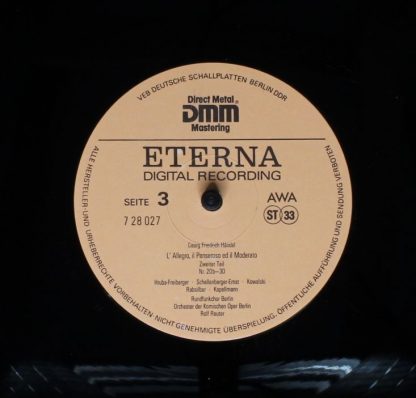 VEB DEUTSCHE SCHALLPLATTEN BERLIN DDR
Direct Metal
DMM
Mastering
ETERNA
DIGITAL RECORDING
SEITE 3
AWA
7 28 027
ST 33
Georg Friedrich Händel
L' Allegro, il Penseroso ed il Moderato
Zweiter Teil
Nr. 20b—30
Hruba-Freiberger Schellenberger-Ernst Kowalski
Rabsilber Kapellmann
Rundfunkchor Berlin
Orchester der Komischen Oper Berlin
Rolf Reuter
ALLE HERSTELLER-UND URHEBERRECHTE VORBEHALTEN NICHT GENEHMIGTE ÜBERSPIELUNG, ÖFFENTLICHE AUFFÜHRUNG UND SENDUNG VERBOTEN